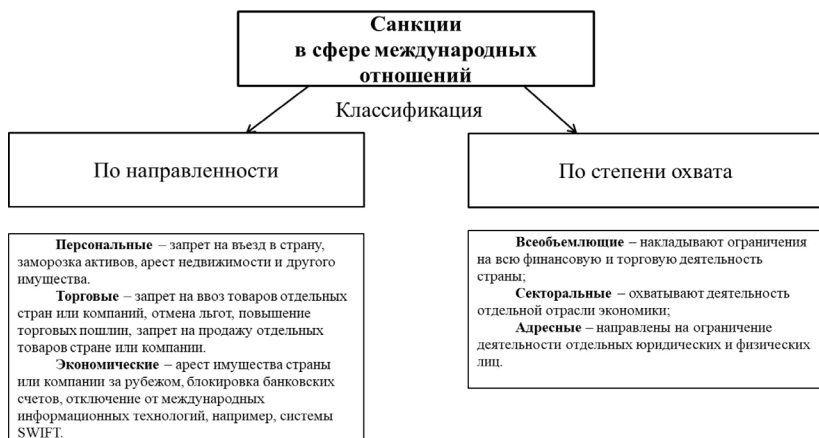 Санкции
в сфере международных
отношений
Классификация
По направленности
По степени охвата
Персональные – запрет на въезд в страну,
заморозка активов, арест недвижимости и другого
имущества.
Торговые – запрет на ввоз товаров отдельных
стран или компаний, отмена льгот, повышение
торговых пошлин, запрет на продажу отдельных
товаров стране или компании.
Экономические – арест имущества страны
или компании за рубежом, блокировка банковских
счетов, отключение от международных
информационных технологий, например, системы
SWIFT.
Всеобъемлющие – накладывают ограничения
на всю финансовую и торговую деятельность
страны;
Секторальные – охватывают деятельность
отдельной отрасли экономики;
Адресные – направлены на ограничение
деятельности отдельных юридических и физических
лиц.